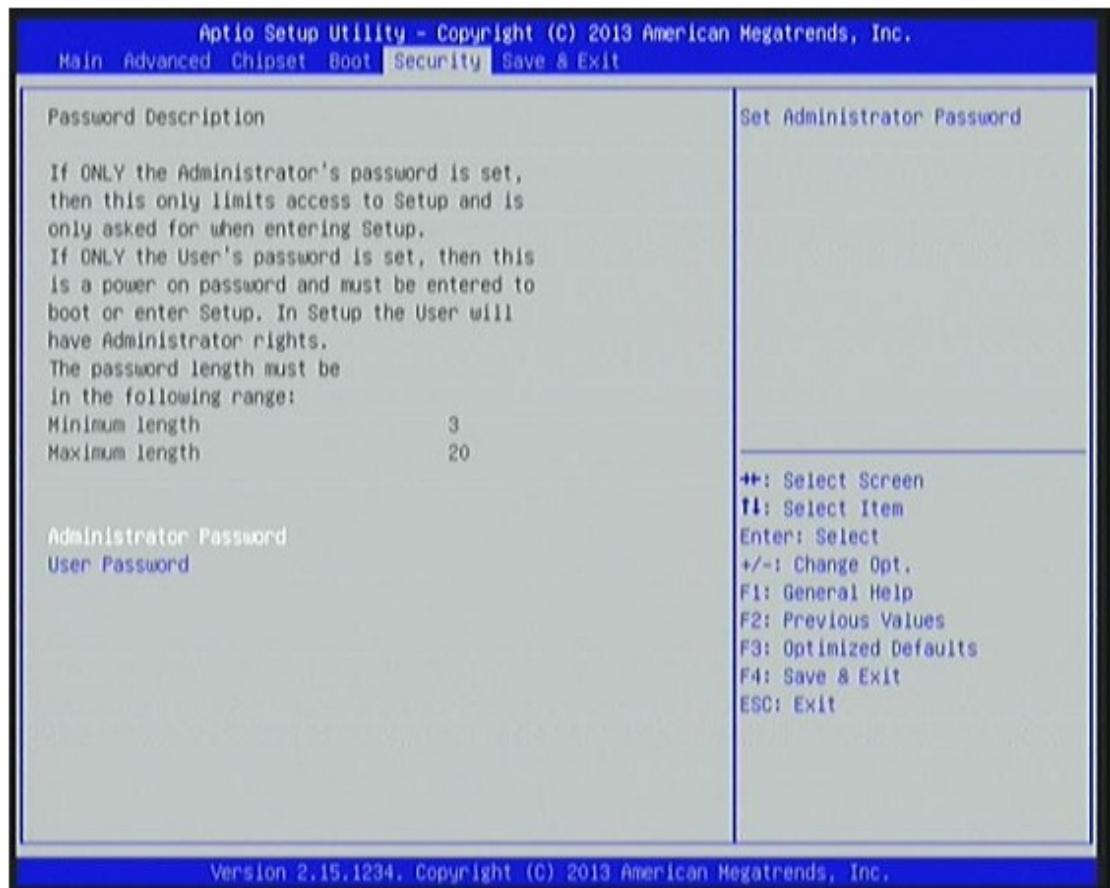 Aptio Setup Utility - Copyright (C) 2013 American Megatrends, Inc.
Main Advanced Chipset Boot Security Save & Exit
Password Description
If ONLY the Administrator's password is set,
then this only limits access to Setup and is
only asked for when entering Setup.
If ONLY the User's password is set, then this
is a power on password and must be entered to
boot or enter Setup. In Setup the User will
have Administrator rights.
The password length must be
in the following range:
Minimum length 3
Maximum length 20
Administrator Password
User Password
Set Administrator Password
→←: Select Screen
↑↓: Select Item
Enter: Select
+/-: Change Opt.
F1: General Help
F2: Previous Values
F3: Optimized Defaults
F4: Save & Exit
ESC: Exit
Version 2.15.1234. Copyright (C) 2013 American Megatrends, Inc.